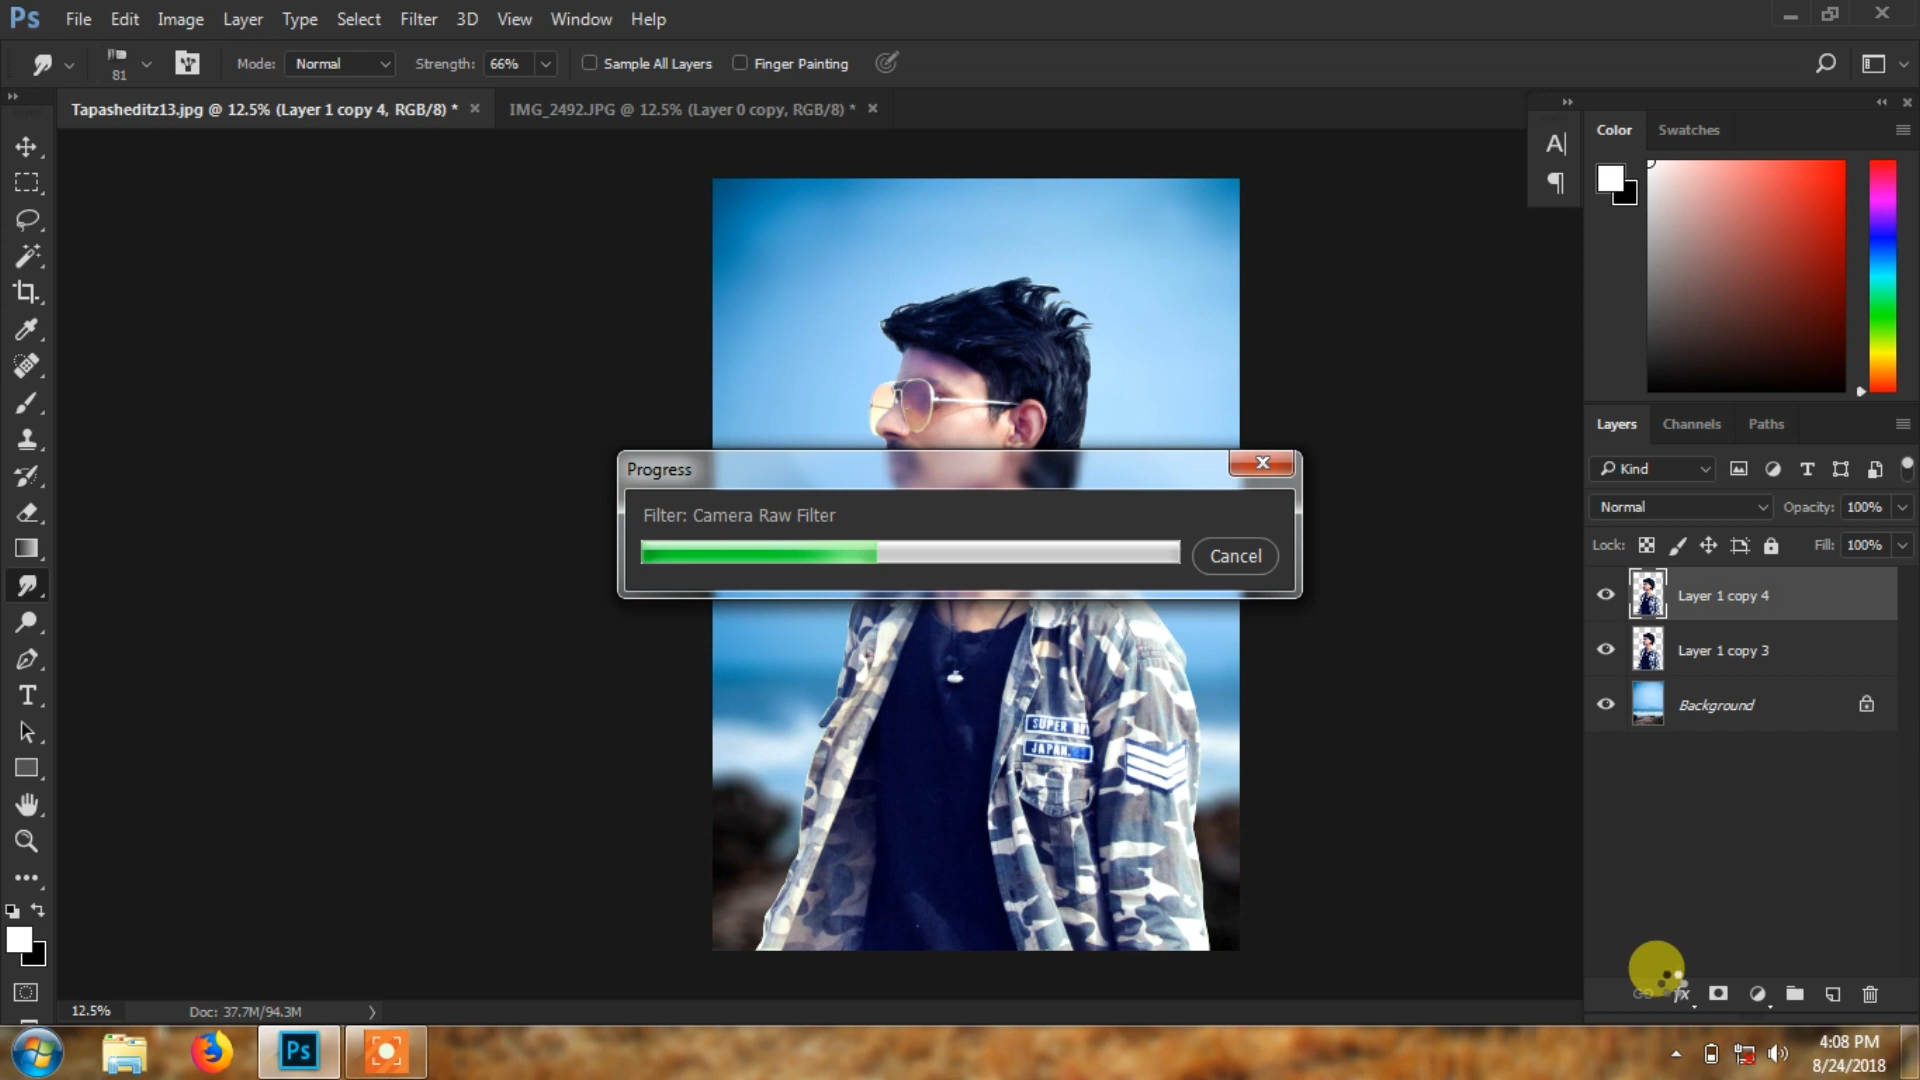 Ps File Edit Image Layer Type Select Filter 3D View Window Help
81 Mode: Normal Strength: 66% Sample All Layers Finger Painting
Tapasheditz13.jpg @ 12.5% (Layer 1 copy 4, RGB/8) * × IMG_2492.JPG @ 12.5% (Layer 0 copy, RGB/8) * ×
Color Swatches
A|
¶
Progress
Filter: Camera Raw Filter
Cancel
SUPER DRY
JAPAN.
Layers Channels Paths
Kind
Normal Opacity: 100%
Lock: Fill: 100%
Layer 1 copy 4
Layer 1 copy 3
Background
fx
T
12.5% Doc: 37.7M/94.3M
Ps
4:08 PM
8/24/2018